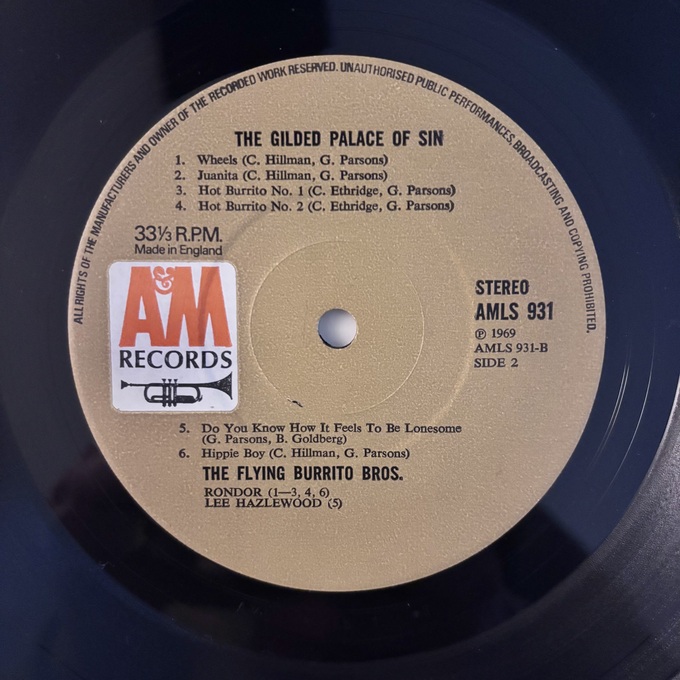 ALL RIGHTS OF THE MANUFACTURERS AND OWNER OF THE RECORDED WORK RESERVED. UNAUTHORISED PUBLIC PERFORMANCES, BROADCASTING AND COPYING PROHIBITED.
THE GILDED PALACE OF SIN
1. Wheels (C. Hillman, G. Parsons)
2. Juanita (C. Hillman, G. Parsons)
3. Hot Burrito No. 1 (C. Ethridge, G. Parsons)
4. Hot Burrito No. 2 (C. Ethridge, G. Parsons)
33⅓ R.P.M.
Made in England
A&M
RECORDS
STEREO
AMLS 931
℗ 1969
AMLS 931-B
SIDE 2
5. Do You Know How It Feels To Be Lonesome
(G. Parsons, B. Goldberg)
6. Hippie Boy (C. Hillman, G. Parsons)
THE FLYING BURRITO BROS.
RONDOR (1—3, 4, 6)
LEE HAZLEWOOD (5)